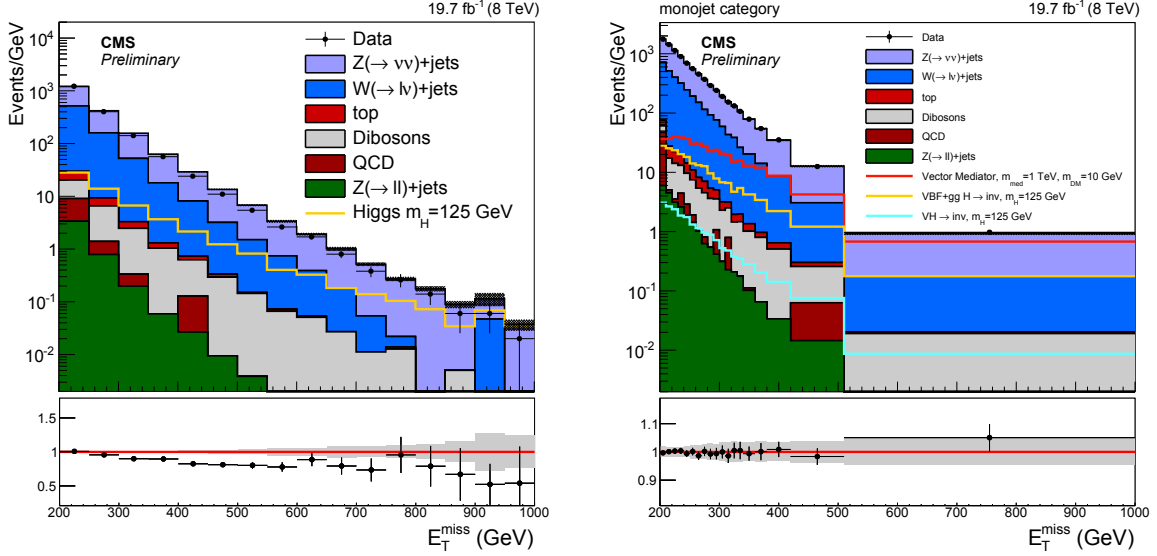 19.7 fb⁻¹ (8 TeV)
CMS
Preliminary
Data
Z(→ νν)+jets
W(→ lν)+jets
top
Dibosons
QCD
Z(→ ll)+jets
Higgs m_H=125 GeV
Events/GeV
10⁴
10³
10²
10
1
10⁻¹
10⁻²
1.5
1
0.5
200 300 400 500 600 700 800 900 1000
E_T^miss (GeV)
monojet category 19.7 fb⁻¹ (8 TeV)
CMS
Preliminary
Data
Z(→ νν)+jets
W(→ lν)+jets
top
Dibosons
QCD
Z(→ ll)+jets
Vector Mediator, m_med=1 TeV, m_DM=10 GeV
VBF+gg H → inv, m_H=125 GeV
VH → inv, m_H=125 GeV
Events/GeV
10³
10²
10
1
10⁻¹
10⁻²
1.1
1
0.9
200 300 400 500 600 700 800 900 1000
E_T^miss (GeV)